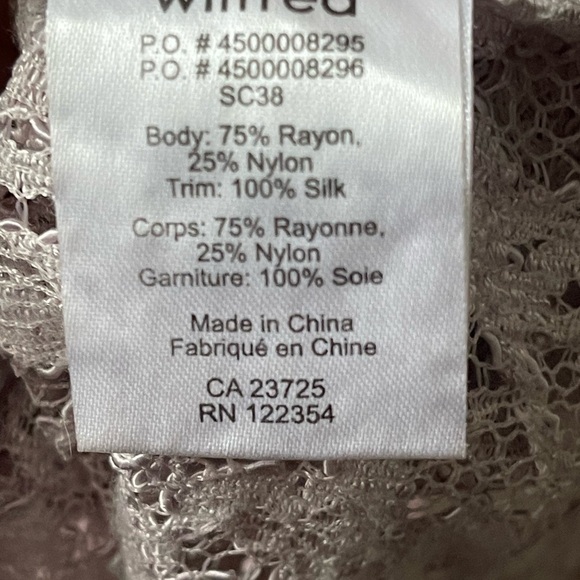 wilfred
P.O. # 4500008295
P.O. # 4500008296
SC38
Body: 75% Rayon,
25% Nylon
Trim: 100% Silk
Corps: 75% Rayonne,
25% Nylon
Garniture: 100% Soie
Made in China
Fabriqué en Chine
CA 23725
RN 122354